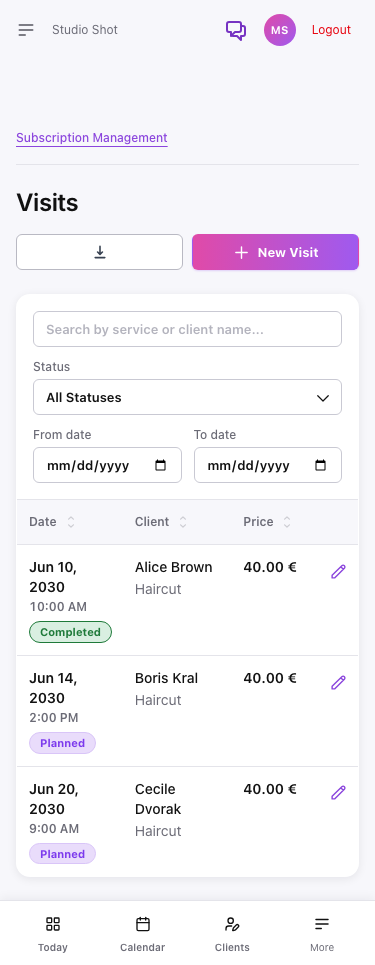 Studio Shot
MS
Logout
Subscription Management
Visits
New Visit
Search by service or client name...
Status
All Statuses
From date
To date
mm/dd/yyyy
mm/dd/yyyy
Date
Client
Price
Jun 10,
2030
10:00 AM
Completed
Alice Brown
Haircut
40.00 €
Jun 14,
2030
2:00 PM
Planned
Boris Kral
Haircut
40.00 €
Jun 20,
2030
9:00 AM
Planned
Cecile
Dvorak
Haircut
40.00 €
Today
Calendar
Clients
More